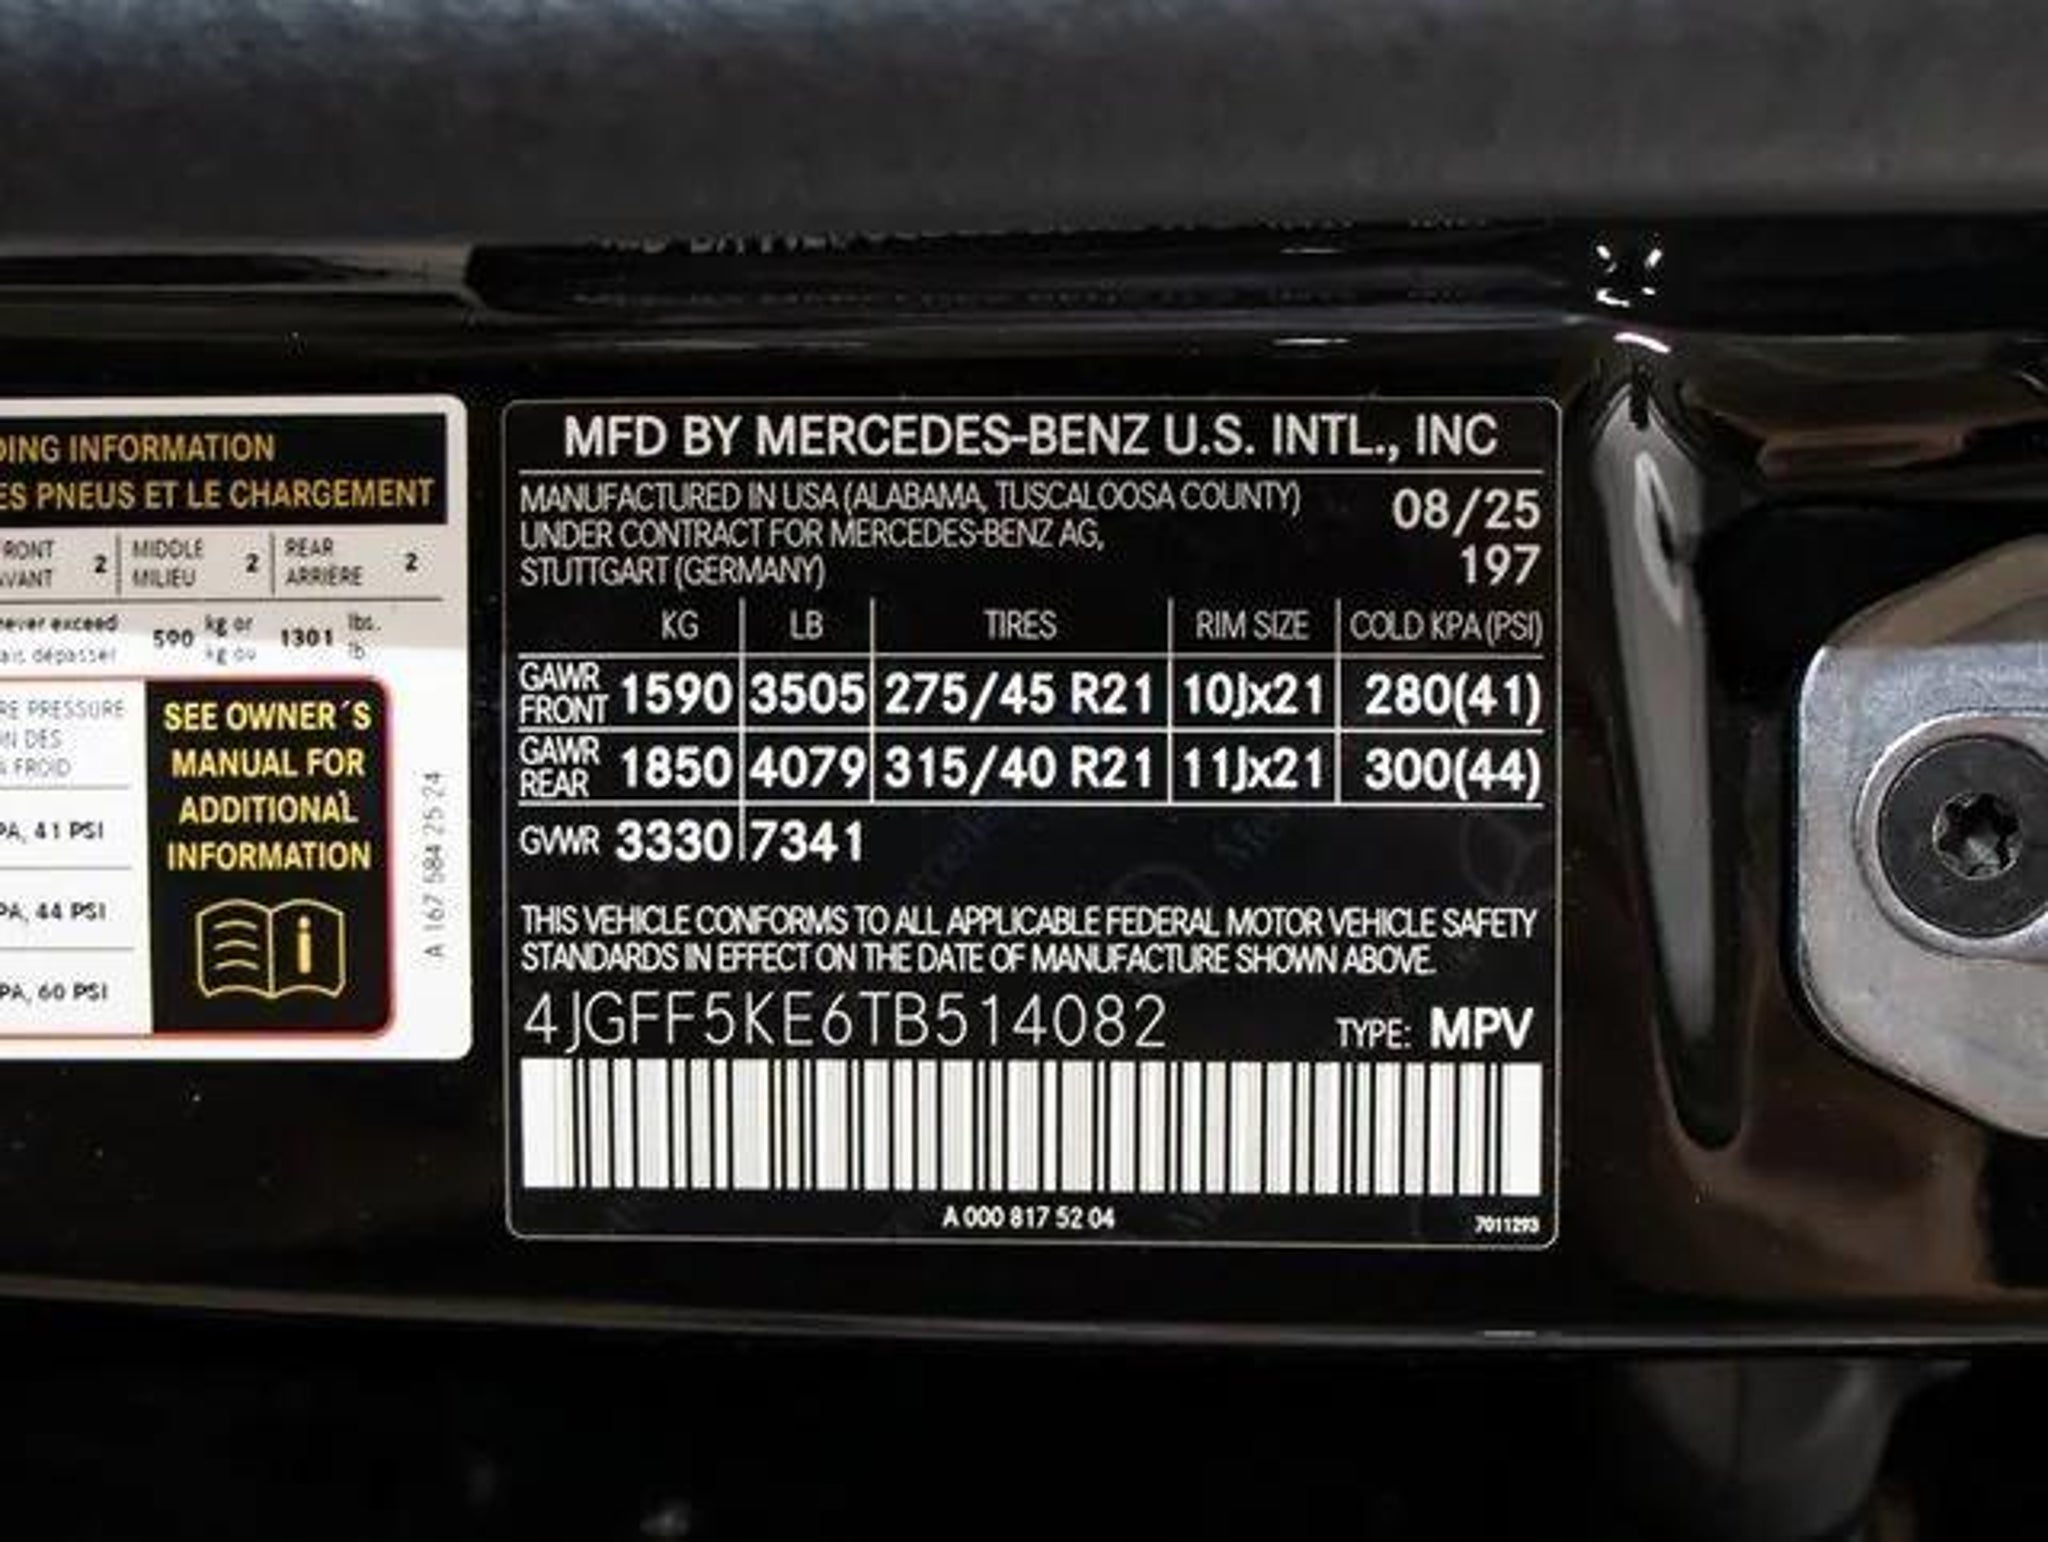 DING INFORMATION
ES PNEUS ET LE CHARGEMENT
RONT 2 MIDDLE 2 REAR 2
VANT MILIEU ARRIÈRE
never exceed 590 kg or 1301 lbs.
ais dépasser kg ou lb
RE PRESSURE
ON DES
À FROID
PA, 41 PSI
PA, 44 PSI
PA, 60 PSI
SEE OWNER´S
MANUAL FOR
ADDITIONAL
INFORMATION
A 167 584 25 24
MFD BY MERCEDES-BENZ U.S. INTL., INC
MANUFACTURED IN USA (ALABAMA, TUSCALOOSA COUNTY) 08/25
UNDER CONTRACT FOR MERCEDES-BENZ AG,
STUTTGART (GERMANY) 197
KG LB TIRES RIM SIZE COLD KPA (PSI)
GAWR FRONT 1590 3505 275/45 R21 10Jx21 280(41)
GAWR REAR 1850 4079 315/40 R21 11Jx21 300(44)
GVWR 3330 7341
THIS VEHICLE CONFORMS TO ALL APPLICABLE FEDERAL MOTOR VEHICLE SAFETY
STANDARDS IN EFFECT ON THE DATE OF MANUFACTURE SHOWN ABOVE.
4JGFF5KE6TB514082 TYPE: MPV
A 000 817 52 04 7011293